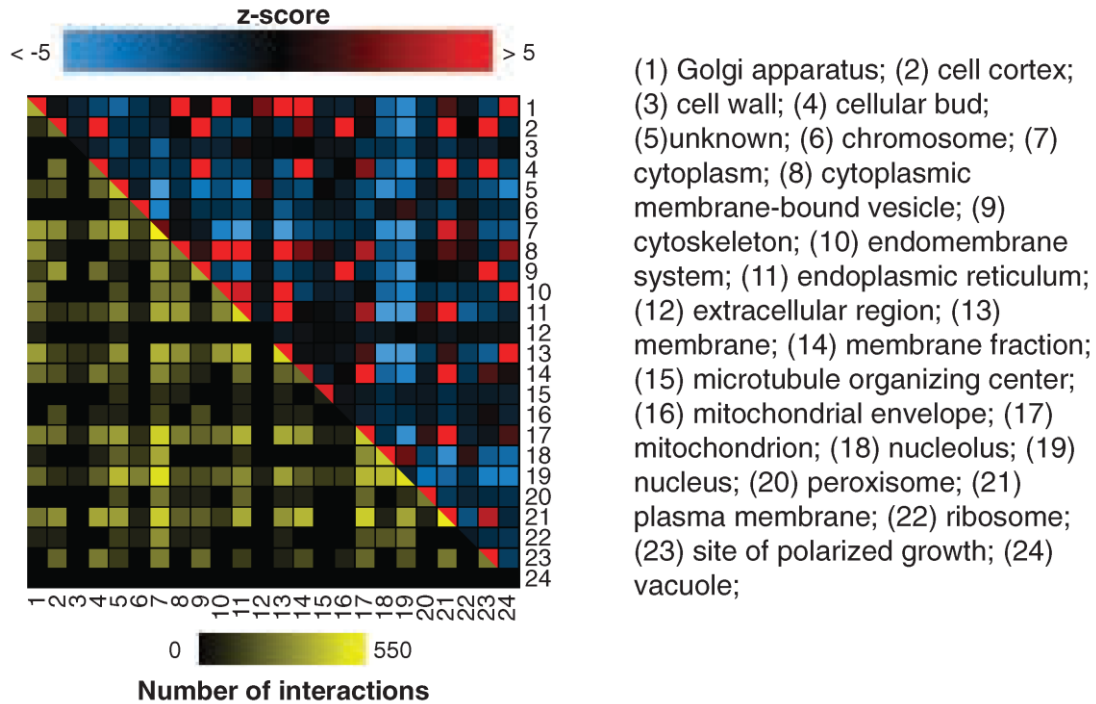 z-score
< -5
> 5
1
2
3
4
5
6
7
8
9
10
11
12
13
14
15
16
17
18
19
20
21
22
23
24
1 2 3 4 5 6 7 8 9 10 11 12 13 14 15 16 17 18 19 20 21 22 23 24
0
550
Number of interactions
(1) Golgi apparatus; (2) cell cortex;
(3) cell wall; (4) cellular bud;
(5)unknown; (6) chromosome; (7)
cytoplasm; (8) cytoplasmic
membrane-bound vesicle; (9)
cytoskeleton; (10) endomembrane
system; (11) endoplasmic reticulum;
(12) extracellular region; (13)
membrane; (14) membrane fraction;
(15) microtubule organizing center;
(16) mitochondrial envelope; (17)
mitochondrion; (18) nucleolus; (19)
nucleus; (20) peroxisome; (21)
plasma membrane; (22) ribosome;
(23) site of polarized growth; (24)
vacuole;